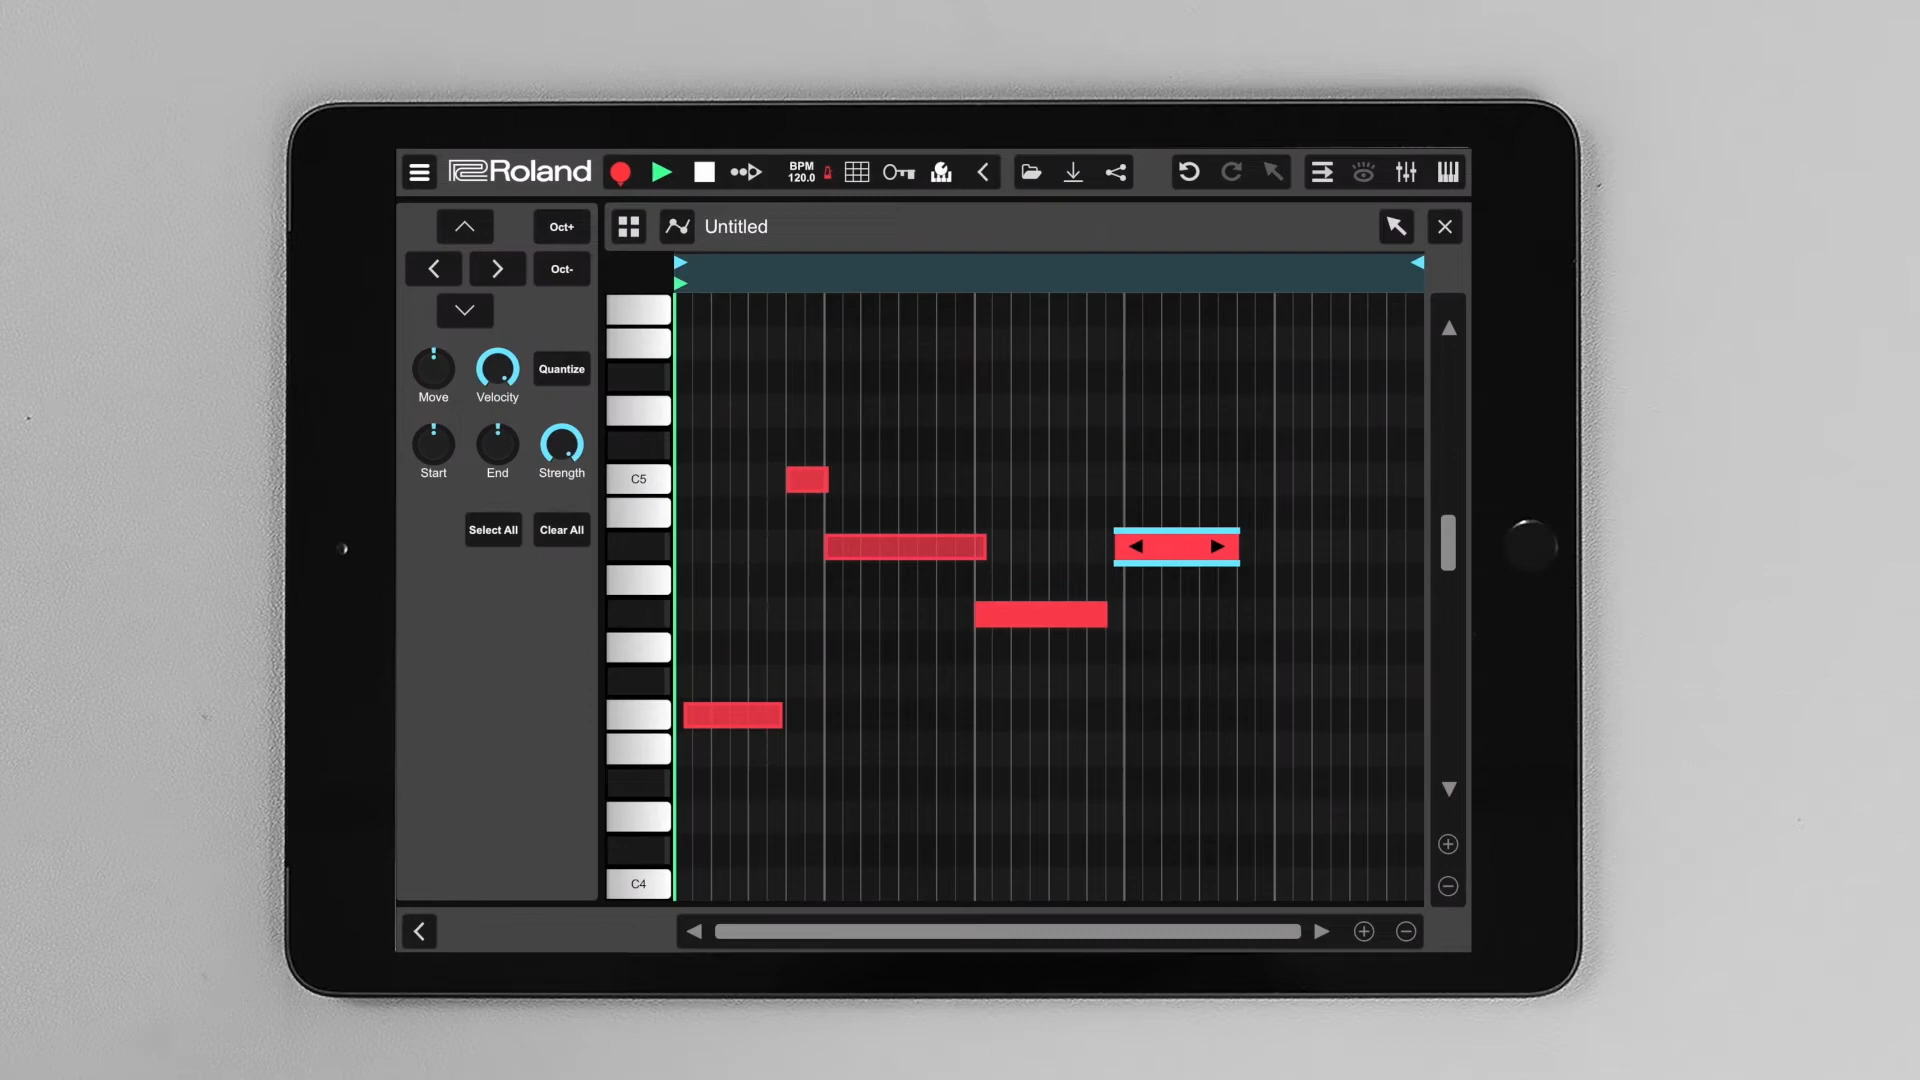 Roland
BPM
120.0
Oct+
Untitled
Oct-
Quantize
Move
Velocity
Start
End
Strength
C5
Select All
Clear All
C4